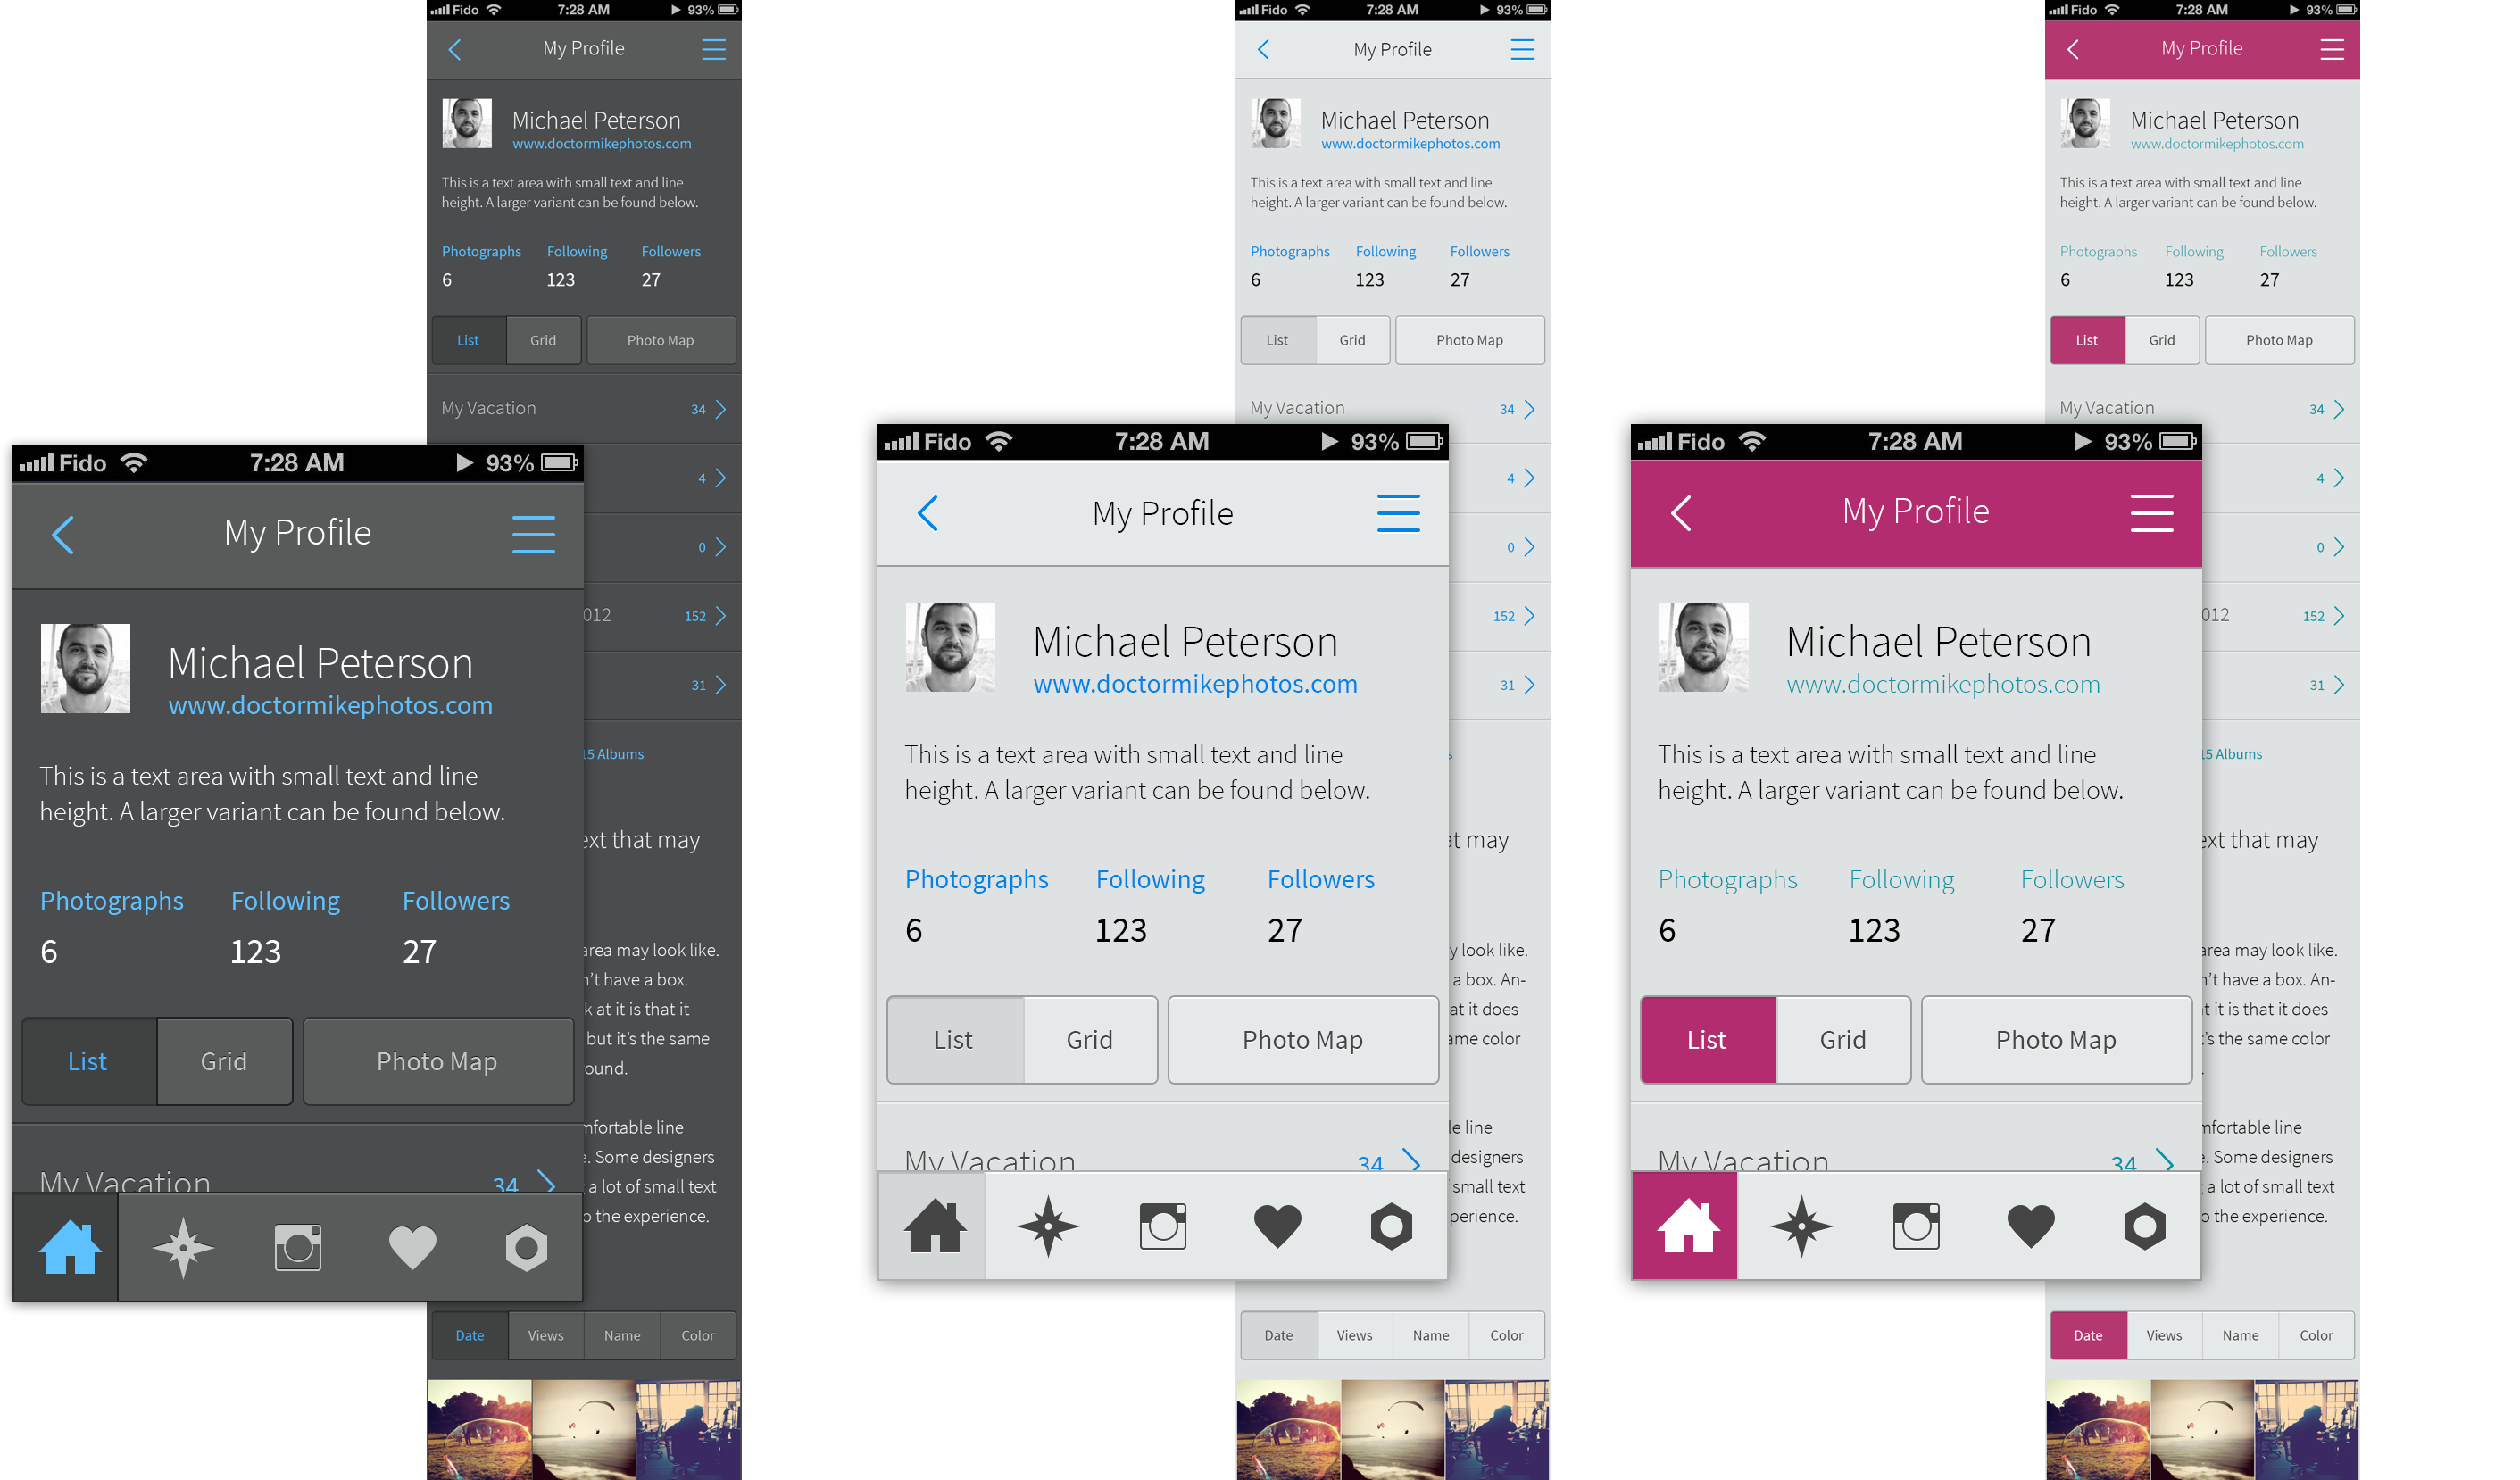 Fido 7:28 AM 93%
My Profile
Michael Peterson
www.doctormikephotos.com
This is a text area with small text and line
height. A larger variant can be found below.
Photographs Following Followers
6 123 27
List Grid Photo Map
My Vacation 34
4
0
012 152
31
15 Albums
ext that may
area may look like.
n't have a box.
k at it is that it
but it's the same
ound.
mfortable line
e. Some designers
a lot of small text
o the experience.
Date Views Name Color
Fido 7:28 AM 93%
My Profile
Michael Peterson
www.doctormikephotos.com
This is a text area with small text and line
height. A larger variant can be found below.
Photographs Following Followers
6 123 27
List Grid Photo Map
My Vacation 34
Fido 7:28 AM 93%
My Profile
Michael Peterson
www.doctormikephotos.com
This is a text area with small text and line
height. A larger variant can be found below.
Photographs Following Followers
6 123 27
List Grid Photo Map
My Vacation 34
4
0
152
31
s
at may
y look like.
a box. An-
at it does
ame color
le line
designers
small text
perience.
Date Views Name Color
Fido 7:28 AM 93%
My Profile
Michael Peterson
www.doctormikephotos.com
This is a text area with small text and line
height. A larger variant can be found below.
Photographs Following Followers
6 123 27
List Grid Photo Map
My Vacation 34
Fido 7:28 AM 93%
My Profile
Michael Peterson
www.doctormikephotos.com
This is a text area with small text and line
height. A larger variant can be found below.
Photographs Following Followers
6 123 27
List Grid Photo Map
My Vacation 34
4
0
012 152
31
15 Albums
ext that may
area may look like.
n't have a box. An-
t it is that it does
t's the same color
.
mfortable line
e. Some designers
a lot of small text
o the experience.
Date Views Name Color
Fido 7:28 AM 93%
My Profile
Michael Peterson
www.doctormikephotos.com
This is a text area with small text and line
height. A larger variant can be found below.
Photographs Following Followers
6 123 27
List Grid Photo Map
My Vacation 34